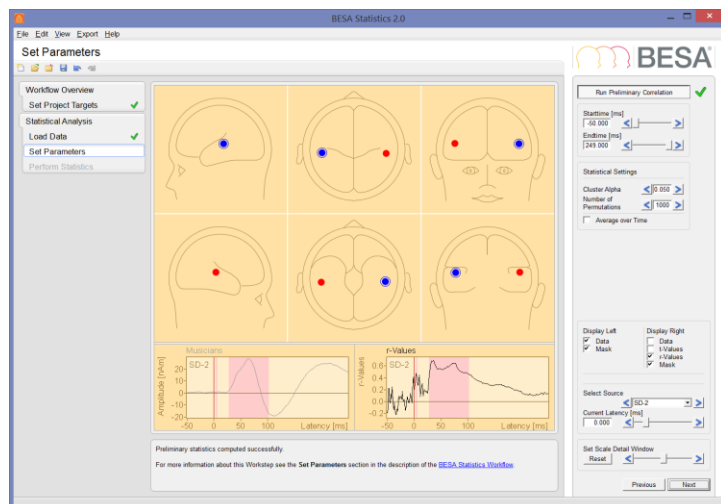 BESA Statistics 2.0
File Edit View Export Help
Set Parameters
BESA®
Workflow Overview
Set Project Targets
Statistical Analysis
Load Data
Set Parameters
Perform Statistics
Musicians
SD-2
Amplitude [nAm]
20
10
0
-10
-20
-50 0 50 100
Latency [ms]
r-Values
SD-2
r-Values
0.6
0.4
0.2
0.0
-0.2
-50 0 50 100
Latency [ms]
Preliminary statistics computed successfully.
For more information about this Workstep see the Set Parameters section in the description of the BESA Statistics Workflow.
Run Preliminary Correlation
Starttime [ms]
-50.000
Endtime [ms]
249.000
Statistical Settings
Cluster Alpha 0.050
Number of Permutations 1000
Average over Time
Display Left
Data
Mask
Display Right
Data
t-Values
r-Values
Mask
Select Source
SD-2
Current Latency [ms]
0.000
Set Scale Detail Window
Reset
Previous Next